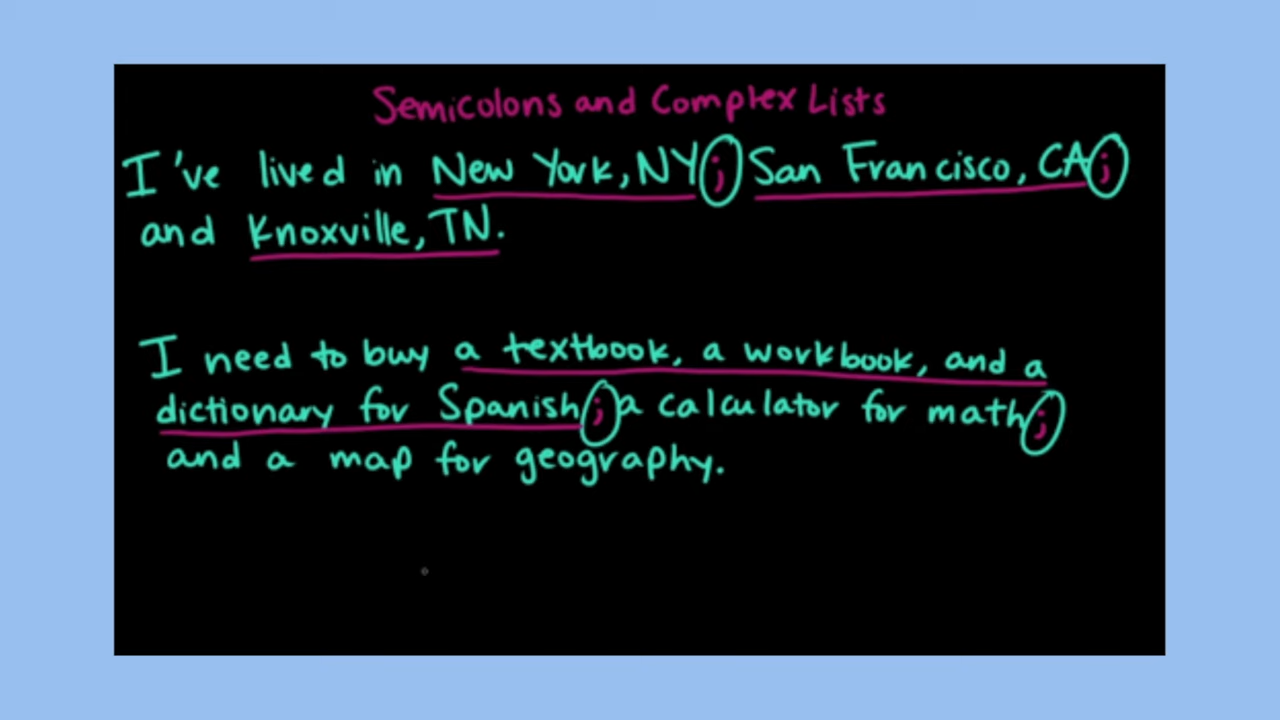 Semicolons and Complex Lists
I've lived in New York, NY; San Francisco, CA;
and Knoxville, TN.
I need to buy a textbook, a workbook, and a
dictionary for Spanish; a calculator for math;
and a map for geography.